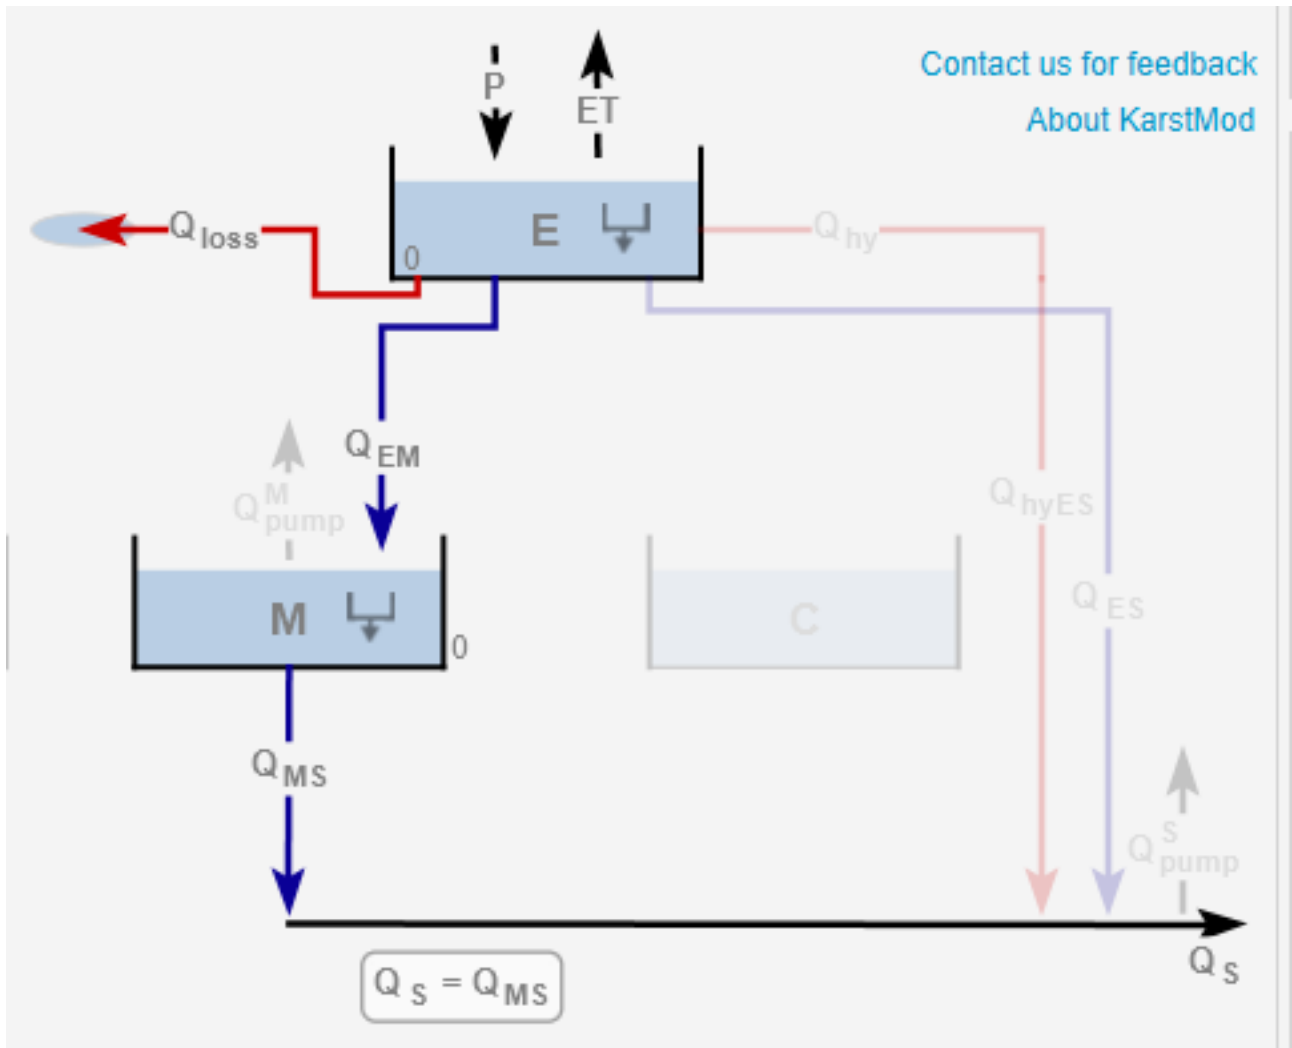 Contact us for feedback
About KarstMod
P
ET
E
0
Q loss
Q hy
Q EM
Q M pump
Q hyES
Q ES
M
0
C
Q MS
Q S pump
Q S
Q S = Q MS